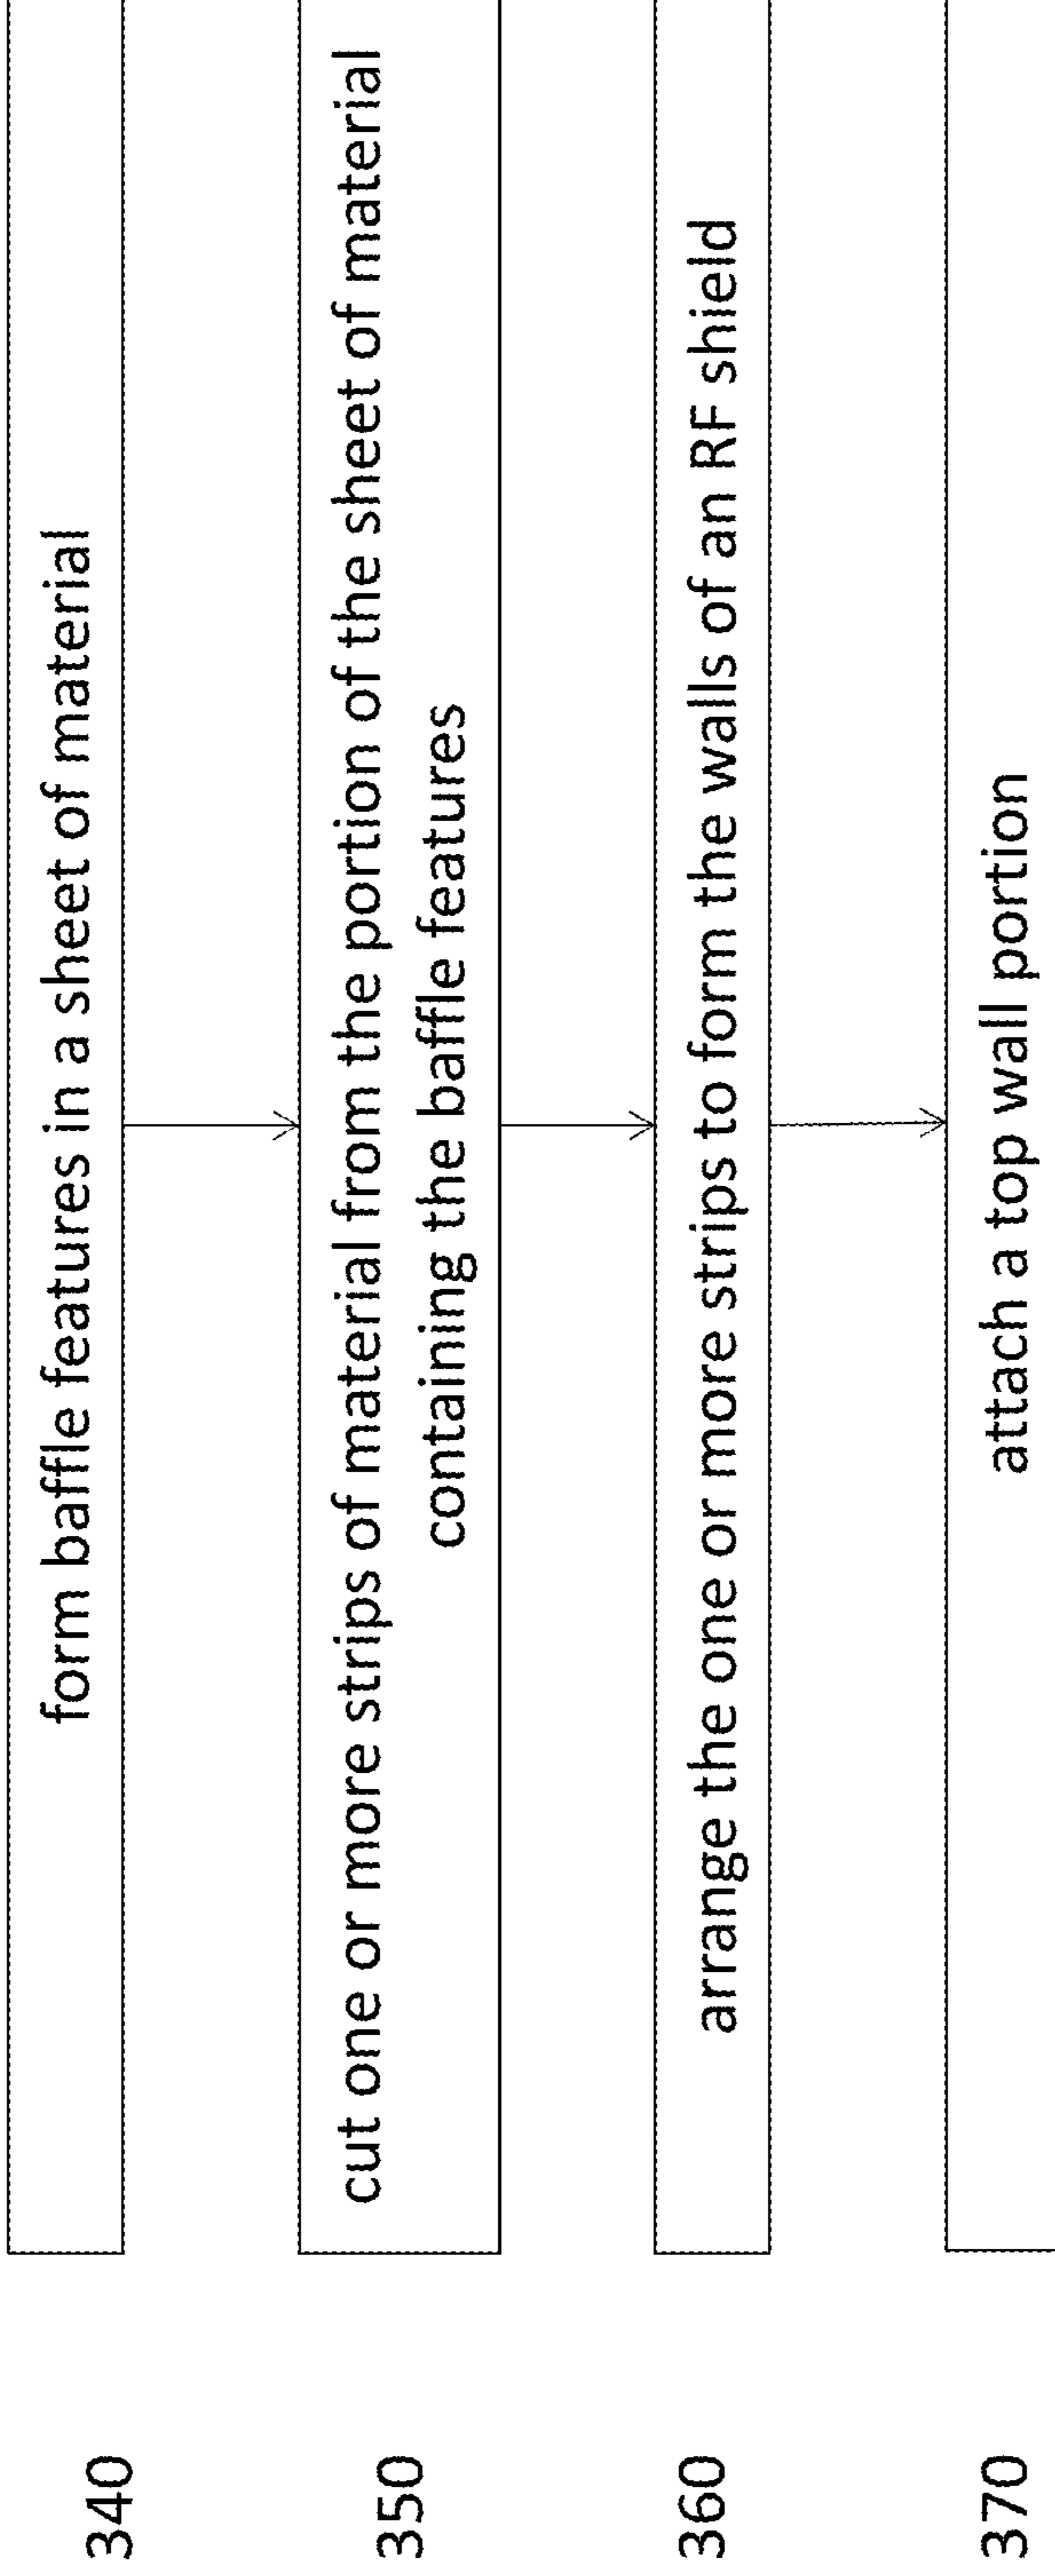 340
form baffle features in a sheet of material
350
cut one or more strips of material from the portion of the sheet of material
containing the baffle features
360
arrange the one or more strips to form the walls of an RF shield
370
attach a top wall portion